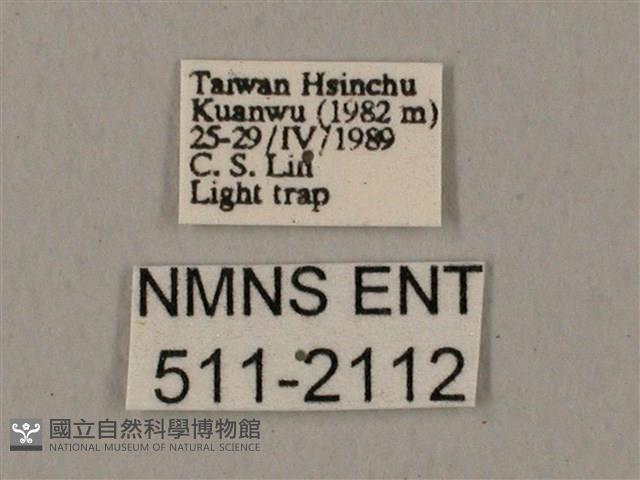 Taiwan Hsinchu
Kuanwu (1982 m)
25-29/IV/1989
C. S. Lin
Light trap
NMNS ENT
511-2112
國立自然科學博物館
NATIONAL MUSEUM OF NATURAL SCIENCE